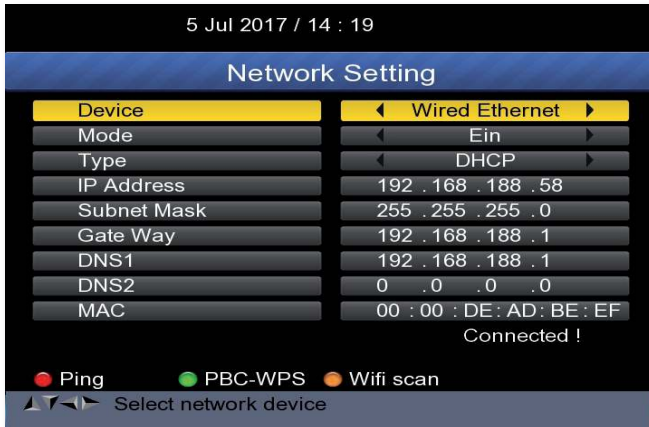 5 Jul 2017 / 14 : 19
Network Setting
Device Wired Ethernet
Mode Ein
Type DHCP
IP Address 192 .168 .188 .58
Subnet Mask 255 .255 .255 .0
Gate Way 192 .168 .188 .1
DNS1 192 .168 .188 .1
DNS2 0 .0 .0 .0
MAC 00 : 00 : DE : AD : BE : EF
Connected !
Ping PBC-WPS Wifi scan
Select network device